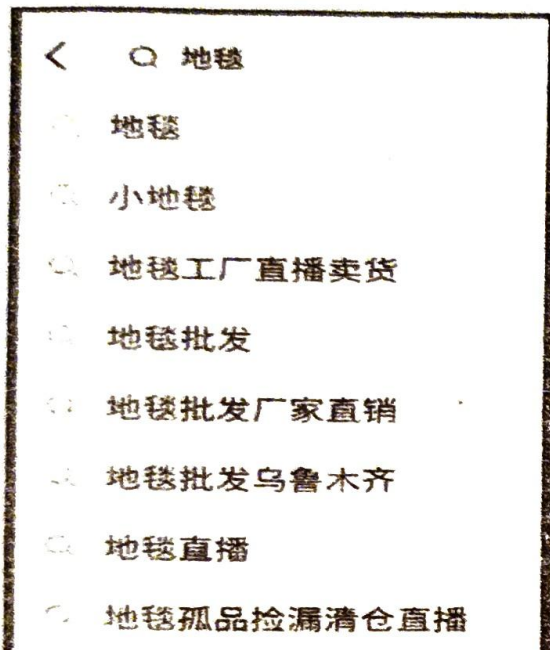 地毯
地毯
小地毯
地毯工厂直播卖货
地毯批发
地毯批发厂家直销
地毯批发乌鲁木齐
地毯直播
地毯孤品捡漏清仓直播